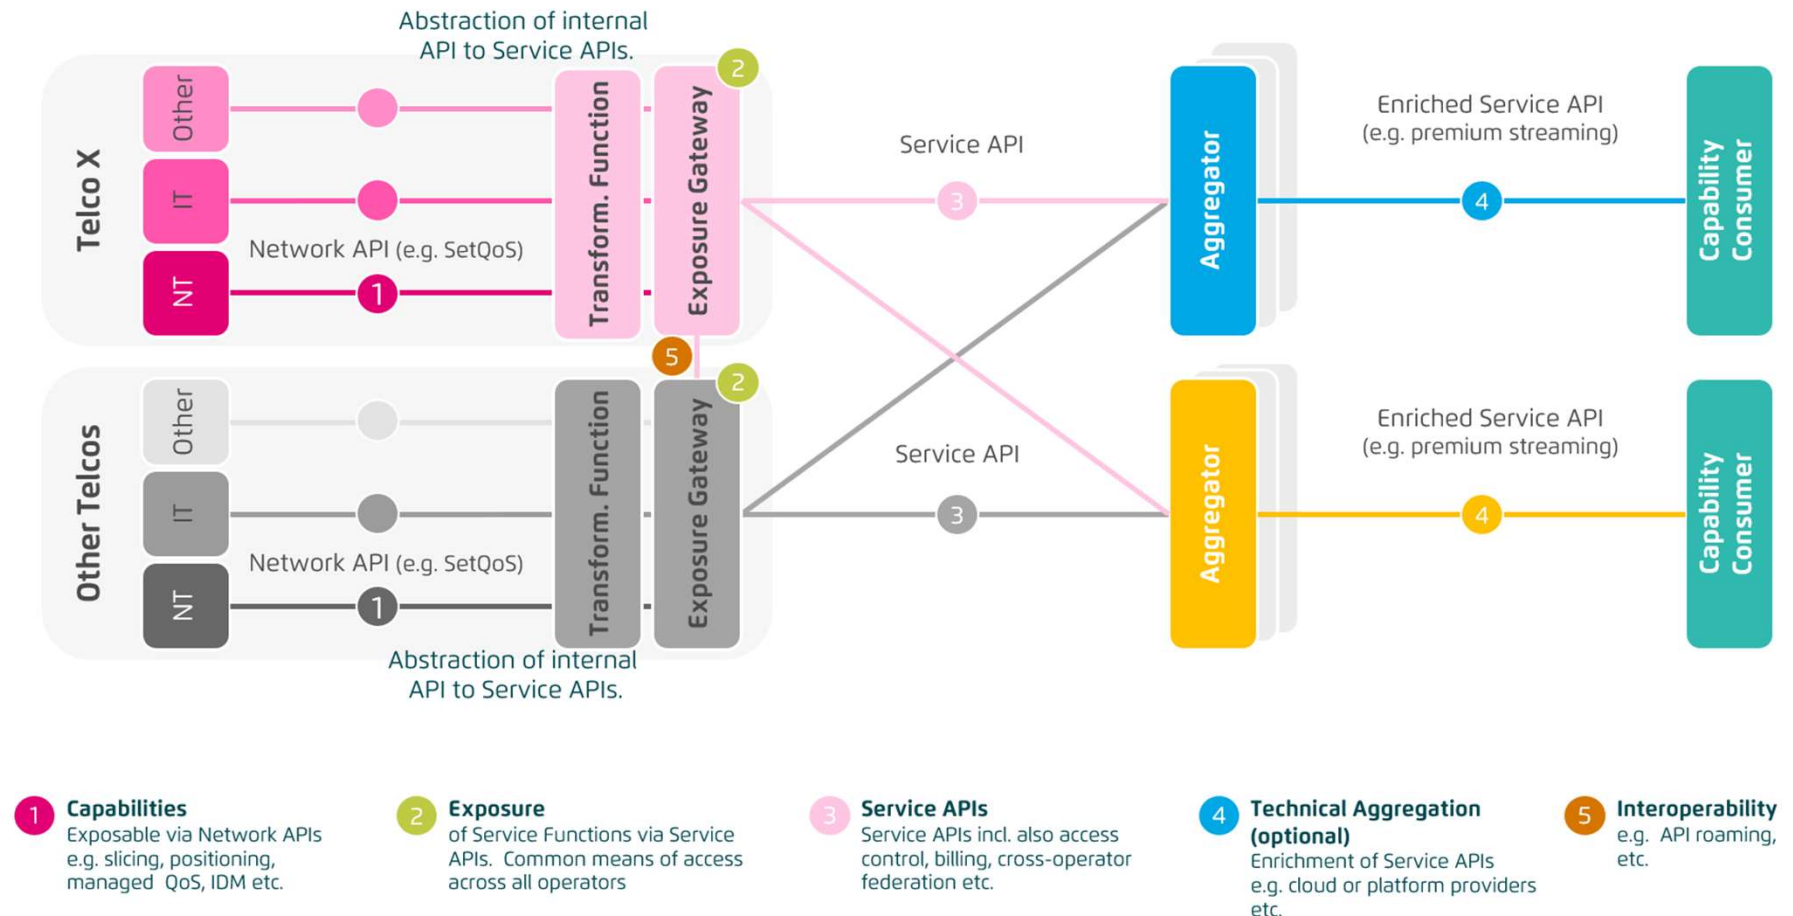 Abstraction of internal
API to Service APIs.
Telco X
Other
IT
NT
Network API (e.g. SetQoS)
1
Transform. Function
Exposure Gateway
2
5
Service API
3
Aggregator
Enriched Service API
(e.g. premium streaming)
4
Capability
Consumer
Other Telcos
Other
IT
NT
Network API (e.g. SetQoS)
1
Transform. Function
Exposure Gateway
2
Service API
3
Aggregator
Enriched Service API
(e.g. premium streaming)
4
Capability
Consumer
Abstraction of internal
API to Service APIs.
1
Capabilities
Exposable via Network APIs
e.g. slicing, positioning,
managed QoS, IDM etc.
2
Exposure
of Service Functions via Service
APIs. Common means of access
across all operators
3
Service APIs
Service APIs incl. also access
control, billing, cross-operator
federation etc.
4
Technical Aggregation
(optional)
Enrichment of Service APIs
e.g. cloud or platform providers
etc.
5
Interoperability
e.g. API roaming,
etc.